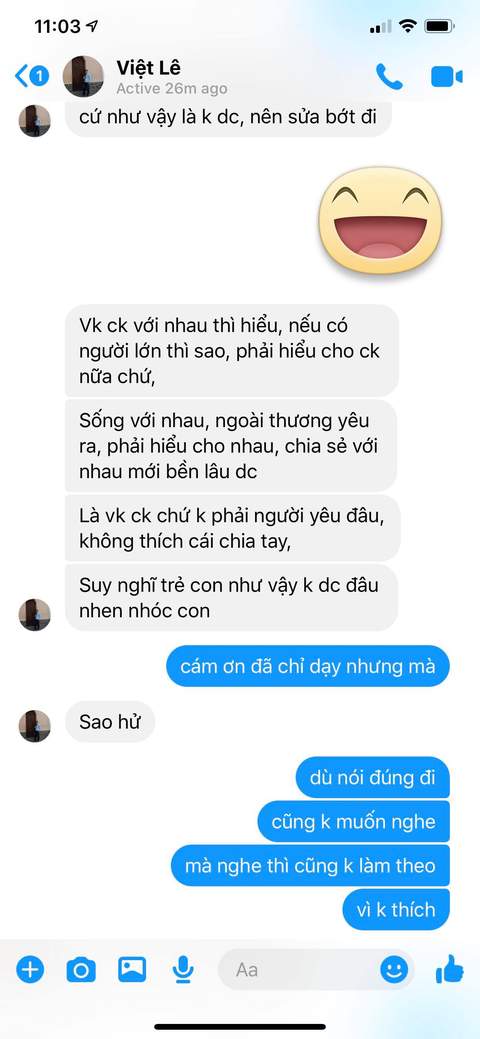 11:03
1
Việt Lê
Active 26m ago
cứ như vậy là k dc, nên sửa bớt đi
Vk ck với nhau thì hiểu, nếu có
người lớn thì sao, phải hiểu cho ck
nữa chứ,
Sống với nhau, ngoài thương yêu
ra, phải hiểu cho nhau, chia sẻ với
nhau mới bền lâu dc
Là vk ck chứ k phải người yêu đâu,
không thích cái chia tay,
Suy nghĩ trẻ con như vậy k dc đâu
nhen nhóc con
cám ơn đã chỉ dạy nhưng mà
Sao hử
dù nói đúng đi
cũng k muốn nghe
mà nghe thì cũng k làm theo
vì k thích
Aa